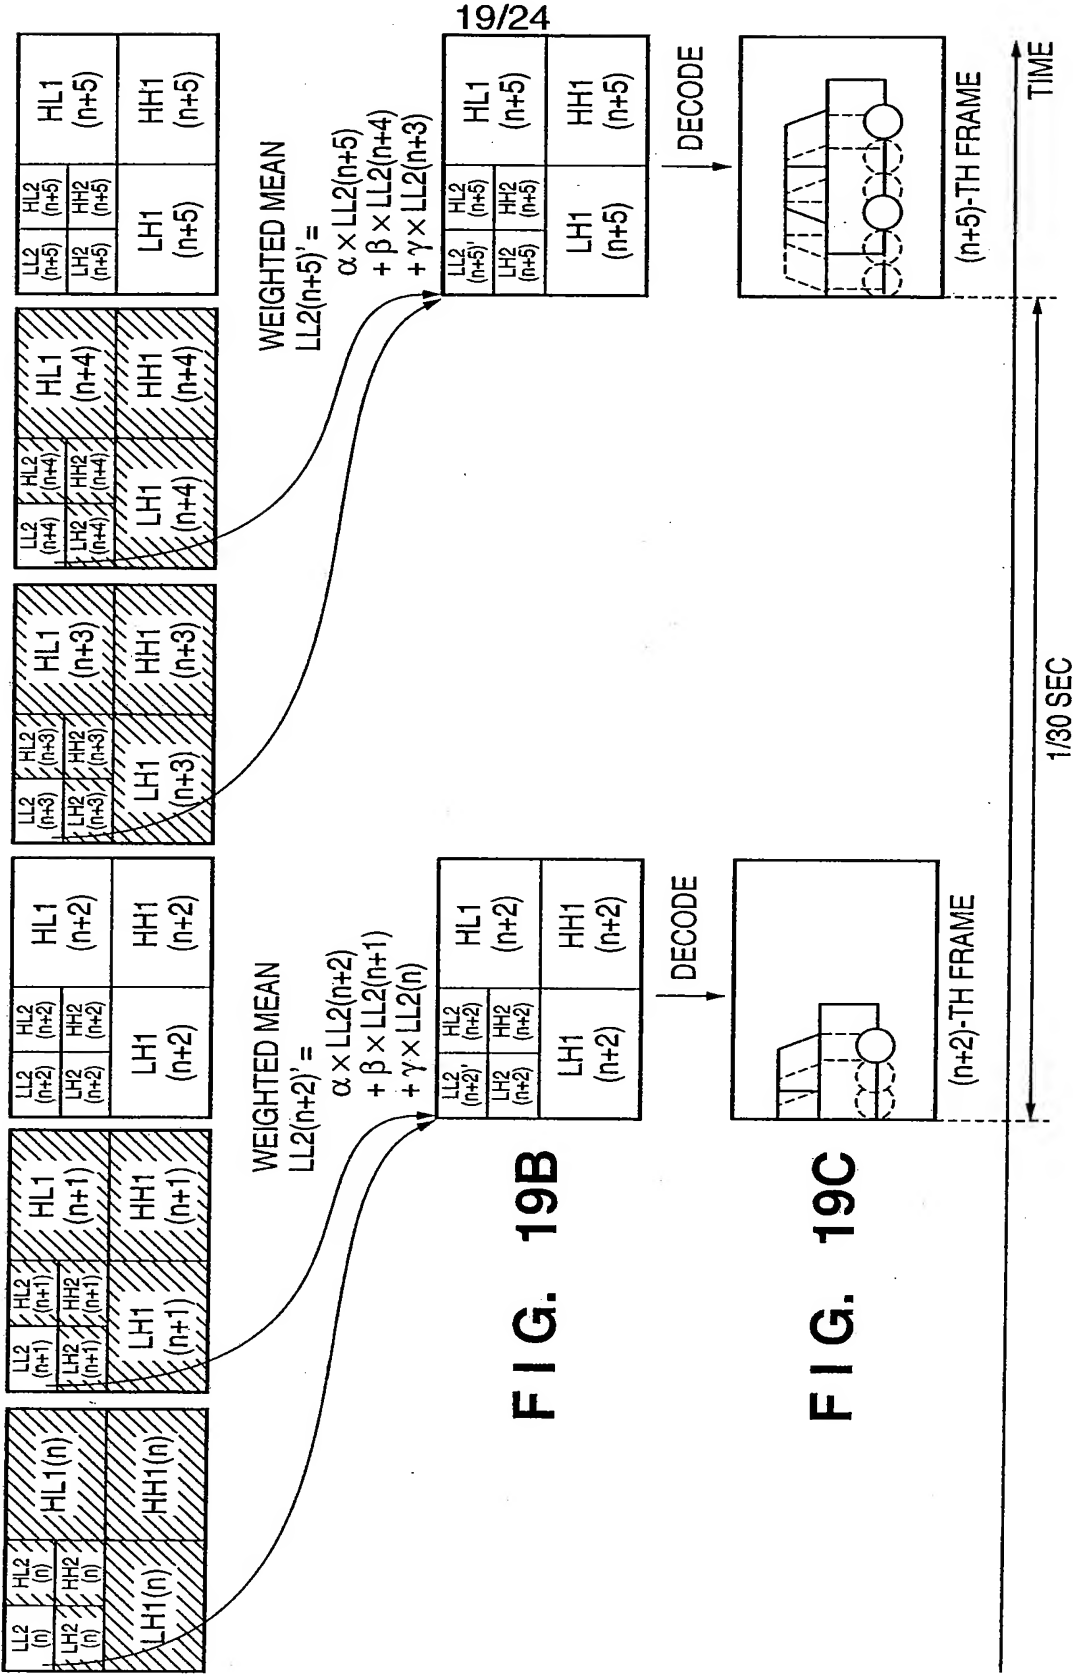 19/24
LL2
(n)
HL2
(n)
LH2
(n)
HH2
(n)
HL1(n)
LH1(n)
HH1(n)
LL2
(n+1)
HL2
(n+1)
LH2
(n+1)
HH2
(n+1)
HL1
(n+1)
LH1
(n+1)
HH1
(n+1)
LL2
(n+2)
HL2
(n+2)
LH2
(n+2)
HH2
(n+2)
HL1
(n+2)
LH1
(n+2)
HH1
(n+2)
LL2
(n+3)
HL2
(n+3)
LH2
(n+3)
HH2
(n+3)
HL1
(n+3)
LH1
(n+3)
HH1
(n+3)
LL2
(n+4)
HL2
(n+4)
LH2
(n+4)
HH2
(n+4)
HL1
(n+4)
LH1
(n+4)
HH1
(n+4)
LL2
(n+5)
HL2
(n+5)
LH2
(n+5)
HH2
(n+5)
HL1
(n+5)
LH1
(n+5)
HH1
(n+5)
WEIGHTED MEAN
LL2(n+2)' =
α × LL2(n+2)
+ β × LL2(n+1)
+ γ × LL2(n)
WEIGHTED MEAN
LL2(n+5)' =
α × LL2(n+5)
+ β × LL2(n+4)
+ γ × LL2(n+3)
FIG. 19B
LL2
(n+2)'
HL2
(n+2)
LH2
(n+2)
HH2
(n+2)
HL1
(n+2)
LH1
(n+2)
HH1
(n+2)
LL2
(n+5)'
HL2
(n+5)
LH2
(n+5)
HH2
(n+5)
HL1
(n+5)
LH1
(n+5)
HH1
(n+5)
DECODE
DECODE
FIG. 19C
(n+2)-TH FRAME
(n+5)-TH FRAME
TIME
1/30 SEC